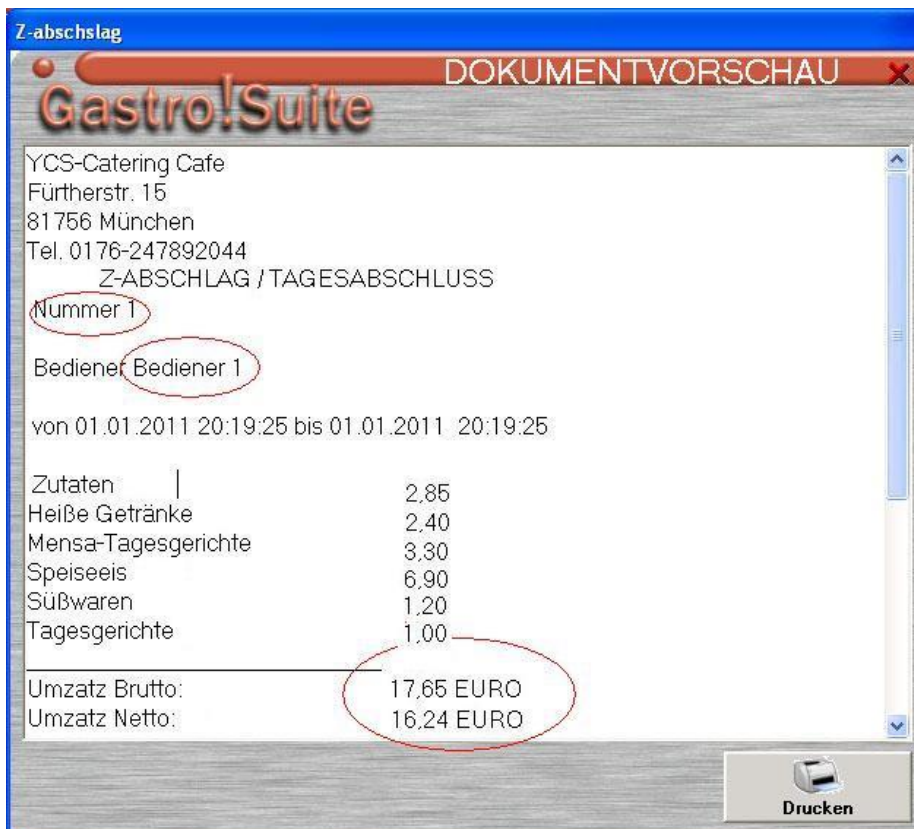 Z-abschslag
DOKUMENTVORSCHAU
Gastro!Suite
YCS-Catering Cafe
Fürtherstr. 15
81756 München
Tel. 0176-247892044
Z-ABSCHLAG / TAGESABSCHLUSS
Nummer 1
Bediener Bediener 1
von 01.01.2011 20:19:25 bis 01.01.2011 20:19:25
Zutaten 2,85
Heiße Getränke 2,40
Mensa-Tagesgerichte 3,30
Speiseeis 6,90
Süßwaren 1,20
Tagesgerichte 1,00
Umzatz Brutto: 17,65 EURO
Umzatz Netto: 16,24 EURO
Drucken